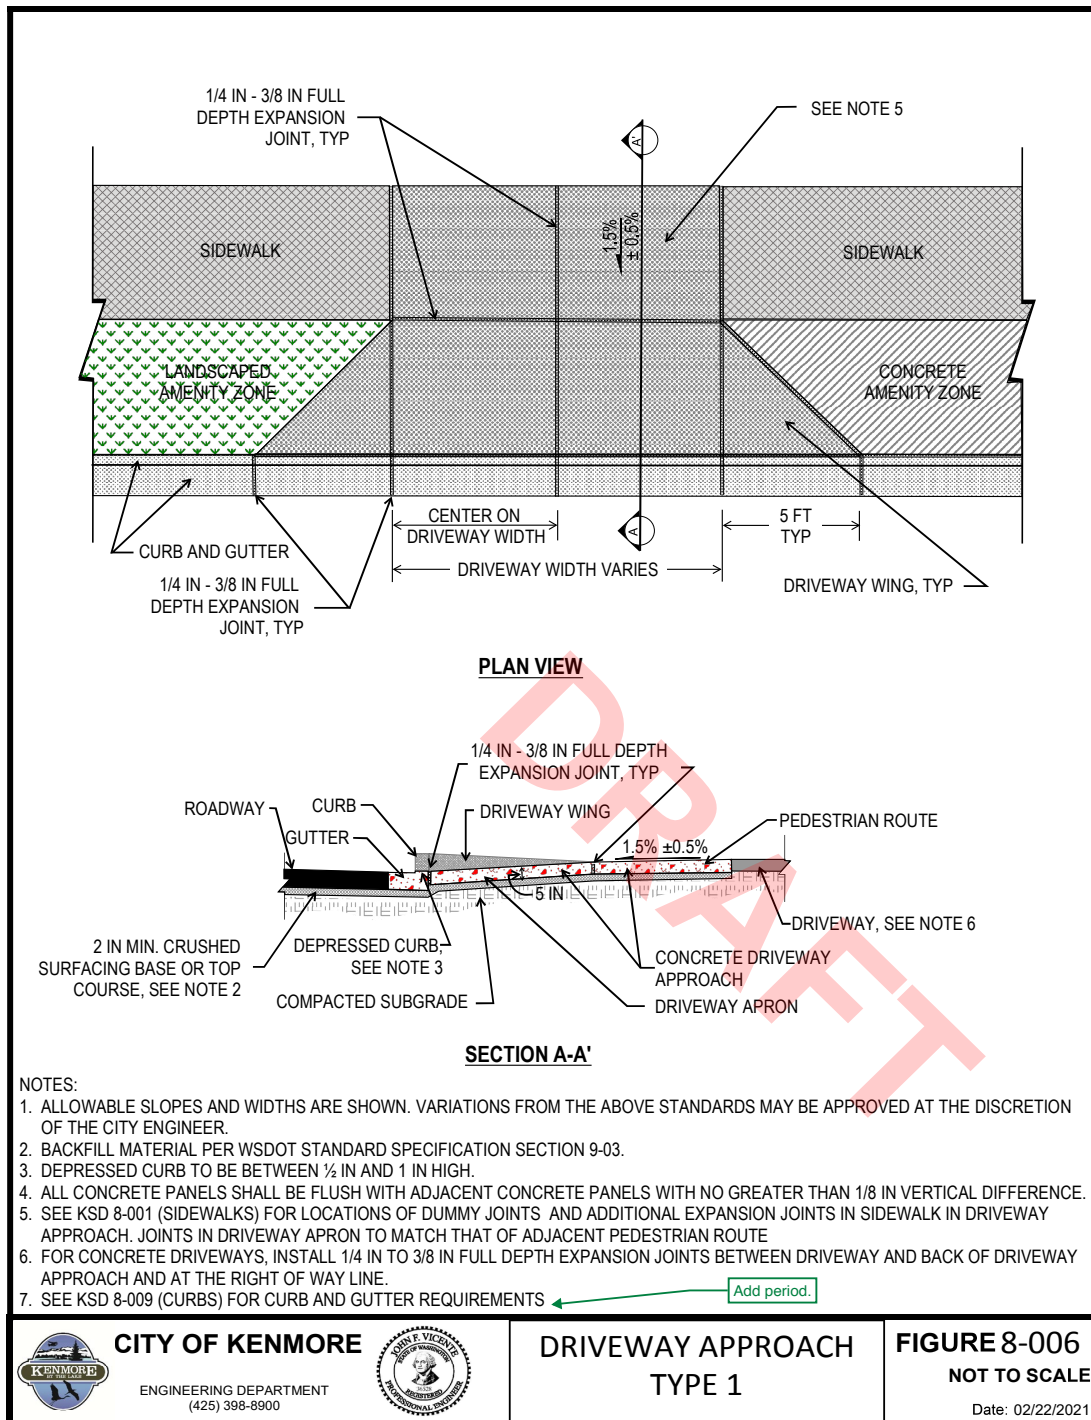 1/4 IN - 3/8 IN FULL
DEPTH EXPANSION
JOINT, TYP
SEE NOTE 5
A'
1.5%
± 0.5%
SIDEWALK
SIDEWALK
LANDSCAPED
AMENITY ZONE
CONCRETE
AMENITY ZONE
CENTER ON
DRIVEWAY WIDTH
A
5 FT
TYP
CURB AND GUTTER
DRIVEWAY WIDTH VARIES
1/4 IN - 3/8 IN FULL
DEPTH EXPANSION
JOINT, TYP
DRIVEWAY WING, TYP
PLAN VIEW
DRAFT
1/4 IN - 3/8 IN FULL DEPTH
EXPANSION JOINT, TYP
ROADWAY
CURB
DRIVEWAY WING
PEDESTRIAN ROUTE
GUTTER
1.5% ±0.5%
5 IN
DRIVEWAY, SEE NOTE 6
2 IN MIN. CRUSHED
SURFACING BASE OR TOP
COURSE, SEE NOTE 2
DEPRESSED CURB,
SEE NOTE 3
CONCRETE DRIVEWAY
APPROACH
COMPACTED SUBGRADE
DRIVEWAY APRON
SECTION A-A'
NOTES:
1. ALLOWABLE SLOPES AND WIDTHS ARE SHOWN. VARIATIONS FROM THE ABOVE STANDARDS MAY BE APPROVED AT THE DISCRETION
OF THE CITY ENGINEER.
2. BACKFILL MATERIAL PER WSDOT STANDARD SPECIFICATION SECTION 9-03.
3. DEPRESSED CURB TO BE BETWEEN ½ IN AND 1 IN HIGH.
4. ALL CONCRETE PANELS SHALL BE FLUSH WITH ADJACENT CONCRETE PANELS WITH NO GREATER THAN 1/8 IN VERTICAL DIFFERENCE.
5. SEE KSD 8-001 (SIDEWALKS) FOR LOCATIONS OF DUMMY JOINTS AND ADDITIONAL EXPANSION JOINTS IN SIDEWALK IN DRIVEWAY
APPROACH. JOINTS IN DRIVEWAY APRON TO MATCH THAT OF ADJACENT PEDESTRIAN ROUTE
6. FOR CONCRETE DRIVEWAYS, INSTALL 1/4 IN TO 3/8 IN FULL DEPTH EXPANSION JOINTS BETWEEN DRIVEWAY AND BACK OF DRIVEWAY
APPROACH AND AT THE RIGHT OF WAY LINE.
7. SEE KSD 8-009 (CURBS) FOR CURB AND GUTTER REQUIREMENTS
Add period.
KENMORE
BY THE LAKE
CITY OF KENMORE
ENGINEERING DEPARTMENT
(425) 398-8900
JOHN F. VICENTE
STATE OF WASHINGTON
36528
REGISTERED
PROFESSIONAL ENGINEER
DRIVEWAY APPROACH
TYPE 1
FIGURE 8-006
NOT TO SCALE
Date: 02/22/2021